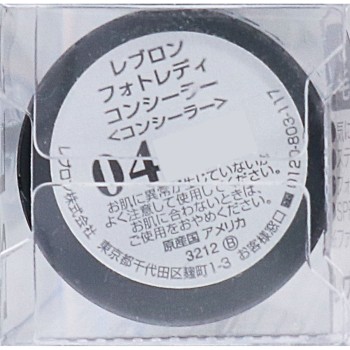 レブロン
フォトレディ
コンシーラー
<コンシーラー>
04
お肌に異常が生じていないか
よく注意して使用してください。
お肌に合わないときは、
ご使用をおやめください。
原産国 アメリカ
3212 B
レブロン株式会社
東京都千代田区麹町1-3
お客様窓口
0120-803-117